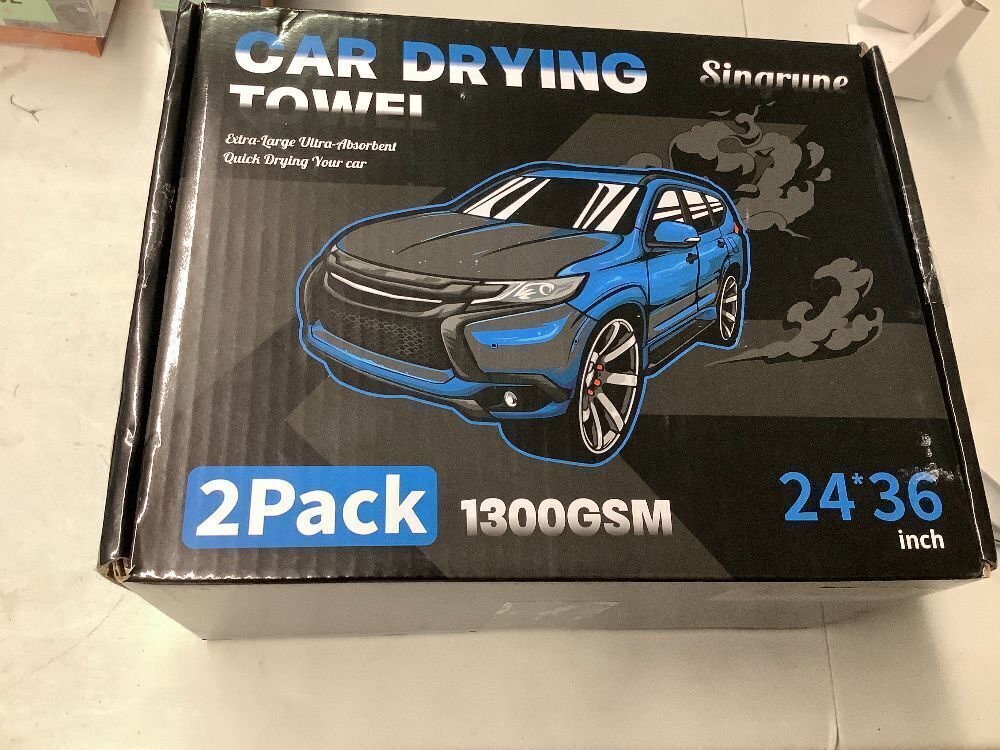 CAR DRYING
TOWEL
Singrune
Extra-Large Ultra-Absorbent
Quick Drying Your car
2Pack
1300GSM
24*36
inch